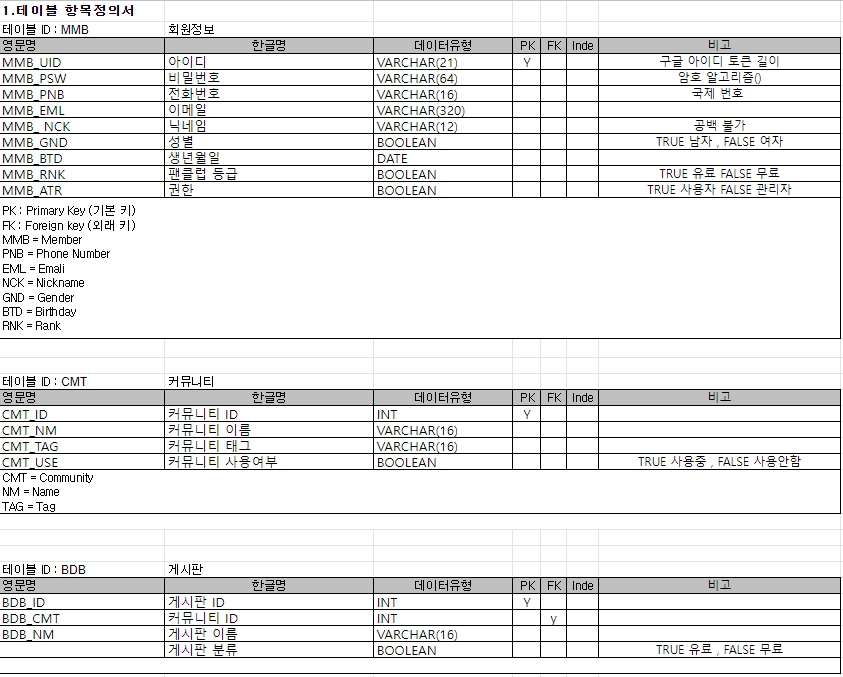 1.테이블 항목정의서
테이블 ID : MMB 회원정보
영문명 한글명 데이터유형 PK FK Inde 비고
MMB_UID 아이디 VARCHAR(21) Y 구글 아이디 토큰 길이
MMB_PSW 비밀번호 VARCHAR(64) 암호 알고리즘()
MMB_PNB 전화번호 VARCHAR(16) 국제 번호
MMB_EML 이메일 VARCHAR(320)
MMB_ NCK 닉네임 VARCHAR(12) 공백 불가
MMB_GND 성별 BOOLEAN TRUE 남자 , FALSE 여자
MMB_BTD 생년월일 DATE
MMB_RNK 팬클럽 등급 BOOLEAN TRUE 유료 FALSE 무료
MMB_ATR 권한 BOOLEAN TRUE 사용자 FALSE 관리자
PK : Primary Key (기본 키)
FK : Foreign key (외래 키)
MMB = Member
PNB = Phone Number
EML = Emali
NCK = Nickname
GND = Gender
BTD = Birthday
RNK = Rank
테이블 ID : CMT 커뮤니티
영문명 한글명 데이터유형 PK FK Inde 비고
CMT_ID 커뮤니티 ID INT Y
CMT_NM 커뮤니티 이름 VARCHAR(16)
CMT_TAG 커뮤니티 태그 VARCHAR(16)
CMT_USE 커뮤니티 사용여부 BOOLEAN TRUE 사용중 , FALSE 사용안함
CMT = Community
NM = Name
TAG = Tag
테이블 ID : BDB 게시판
영문명 한글명 데이터유형 PK FK Inde 비고
BDB_ID 게시판 ID INT Y
BDB_CMT 커뮤니티 ID INT y
BDB_NM 게시판 이름 VARCHAR(16)
게시판 분류 BOOLEAN TRUE 유료 , FALSE 무료